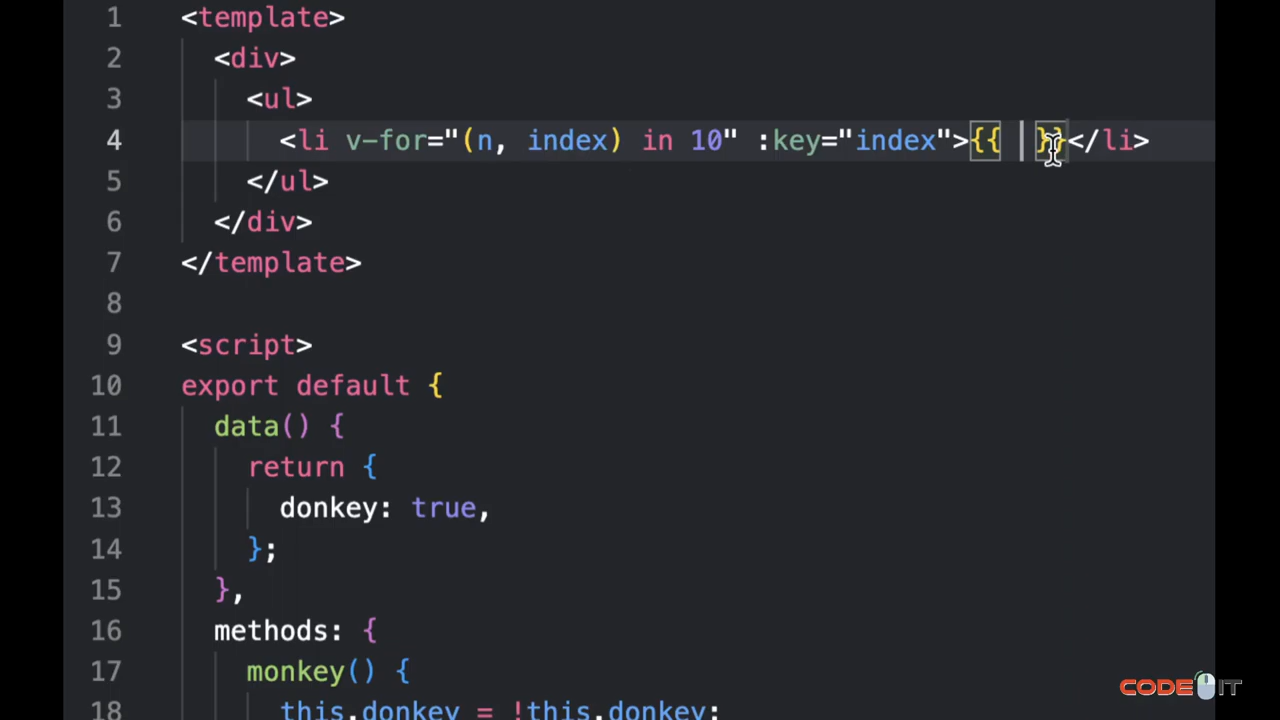 1 <template>
2 <div>
3 <ul>
4 <li v-for="(n, index) in 10" :key="index">{{ }}</li>
5 </ul>
6 </div>
7 </template>
8
9 <script>
10 export default {
11 data() {
12 return {
13 donkey: true,
14 };
15 },
16 methods: {
17 monkey() {
18 this.donkey = !this.donkey;
CODE IT